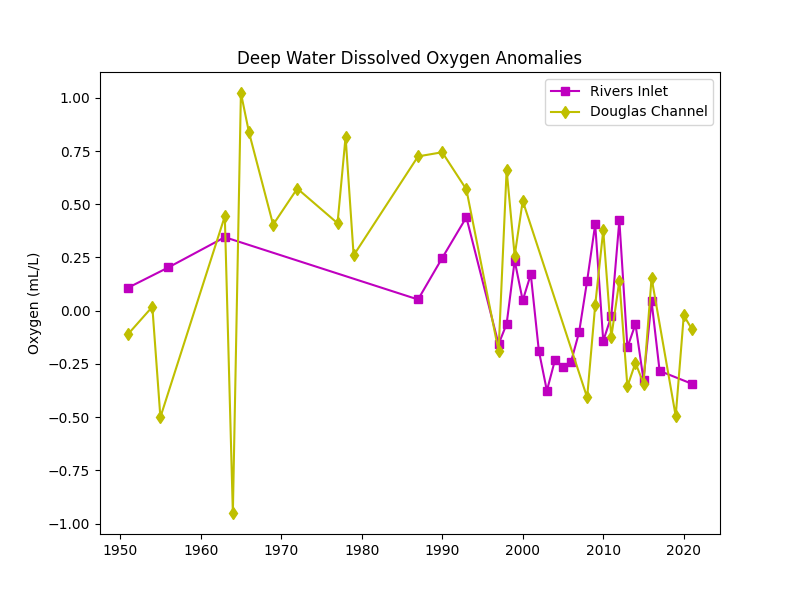 Deep Water Dissolved Oxygen Anomalies
Rivers Inlet
Douglas Channel
Oxygen (mL/L)
1.00
0.75
0.50
0.25
0.00
−0.25
−0.50
−0.75
−1.00
1950 1960 1970 1980 1990 2000 2010 2020